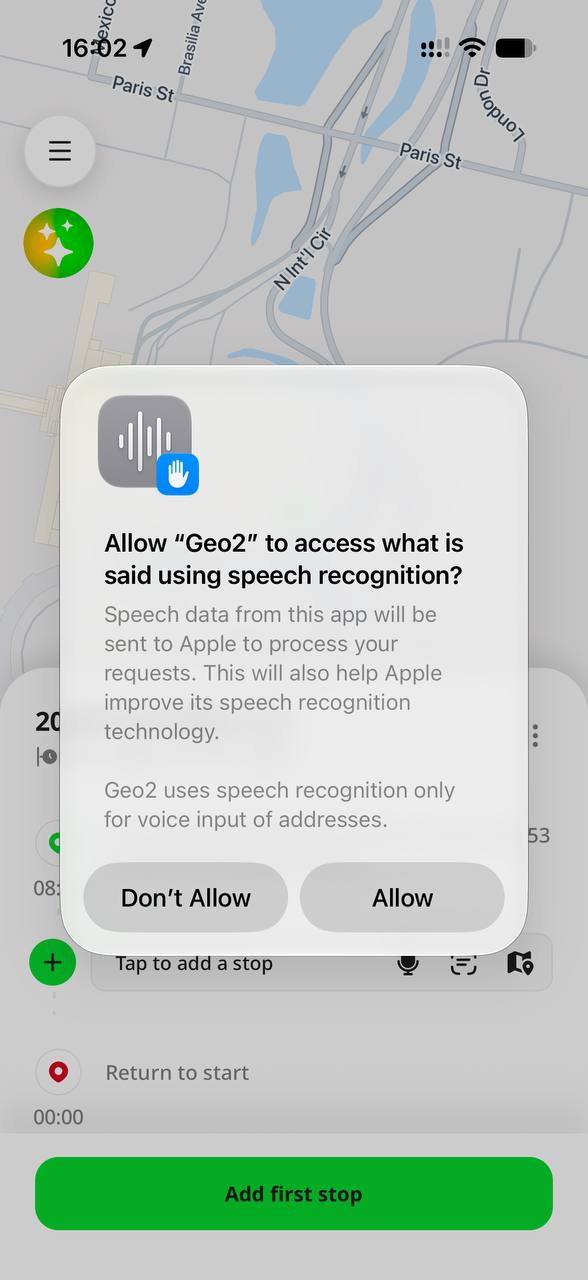 16:02
Mexico
Brasilia Ave
Paris St
London Dr
Paris St
N Int'l Cir
Allow “Geo2” to access what is
said using speech recognition?
Speech data from this app will be
sent to Apple to process your
requests. This will also help Apple
improve its speech recognition
technology.
Geo2 uses speech recognition only
for voice input of addresses.
Don’t Allow
Allow
20
53
08:
Tap to add a stop
Return to start
00:00
Add first stop